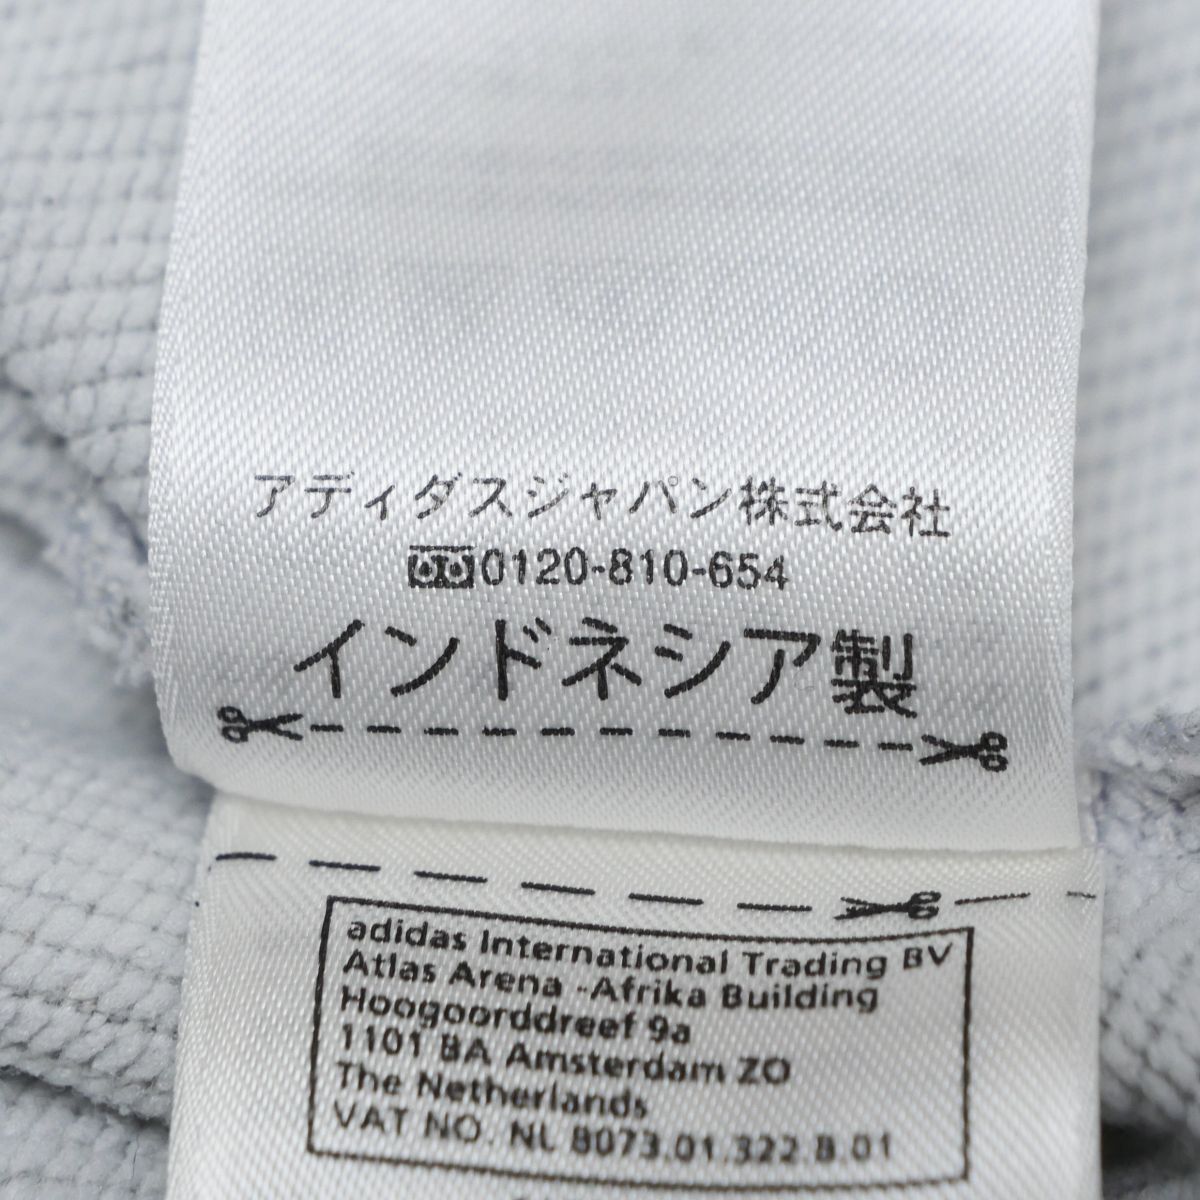 アディダスジャパン株式会社
0120-810-654
インドネシア製
adidas International Trading BV
Atlas Arena -Afrika Building
Hoogoorddreef 9a
1101 BA Amsterdam ZO
The Netherlands
VAT NO. NL 8073.01.322.B.01